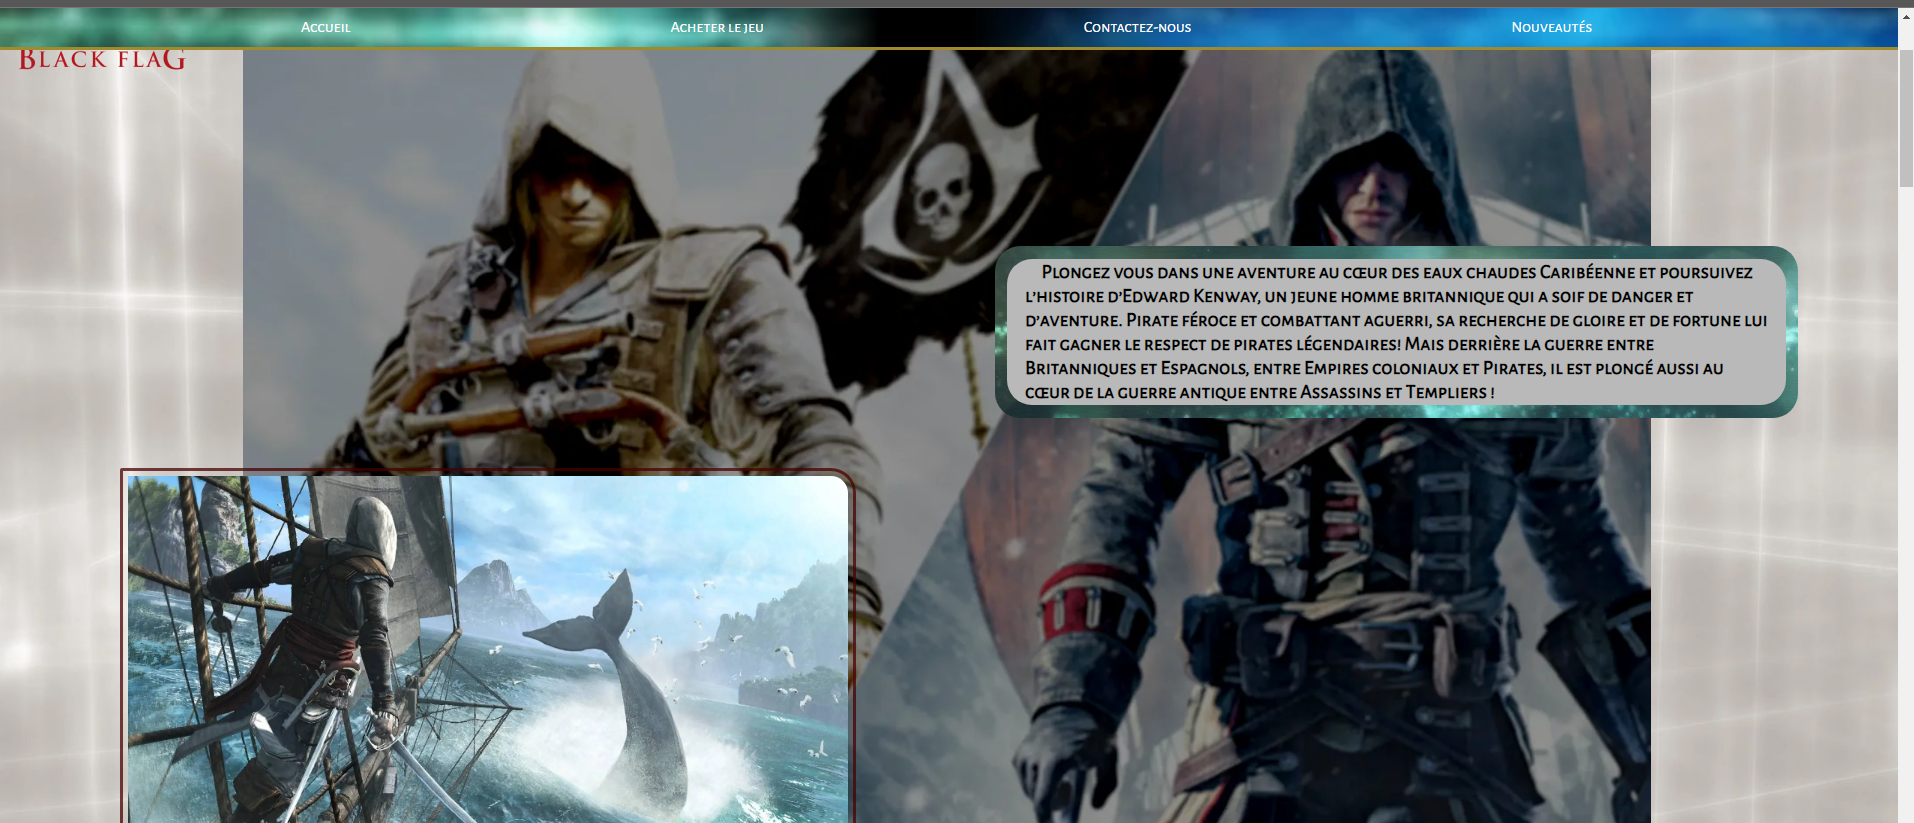 Accueil
Acheter le jeu
Contactez-nous
Nouveautés
Black flaG
Plongez vous dans une aventure au cœur des eaux chaudes Caribéenne et poursuivez
l'histoire d'Edward Kenway, un jeune homme britannique qui a soif de danger et
d'aventure. Pirate féroce et combattant aguerri, sa recherche de gloire et de fortune lui
fait gagner le respect de pirates légendaires! Mais derrière la guerre entre
Britanniques et Espagnols, entre Empires coloniaux et Pirates, il est plongé aussi au
cœur de la guerre antique entre Assassins et Templiers !